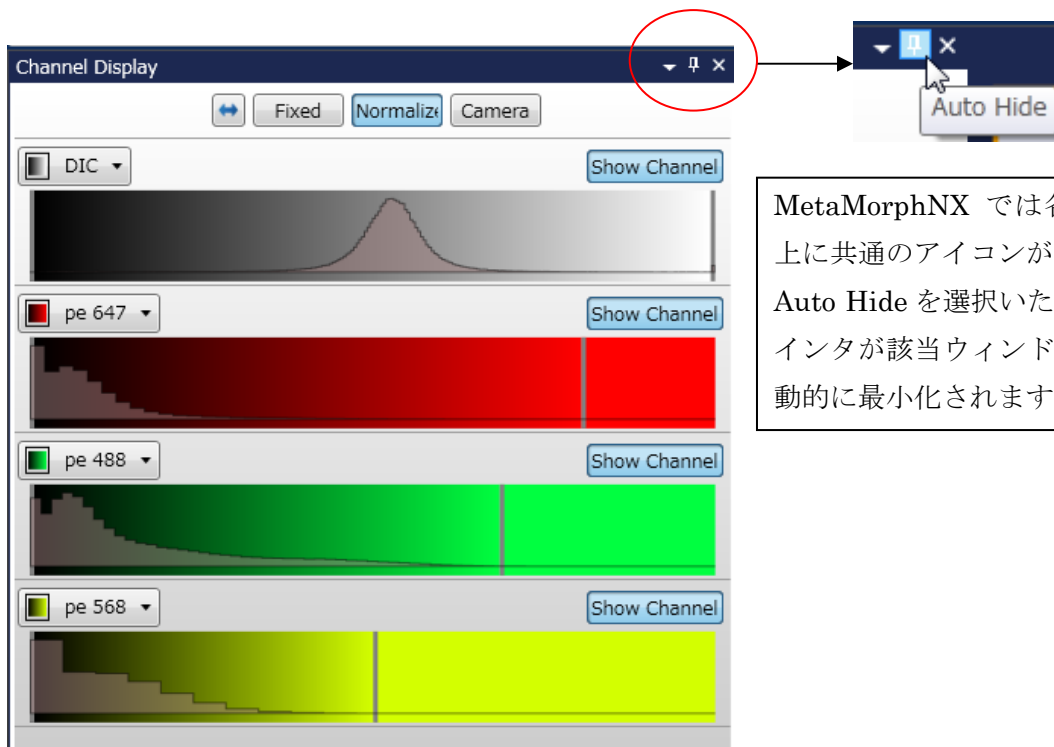 Channel Display
Fixed Normalize Camera
DIC Show Channel
pe 647 Show Channel
pe 488 Show Channel
pe 568 Show Channel
Auto Hide
MetaMorphNX では各
上に共通のアイコンが
Auto Hide を選択いた
インタが該当ウィンド
動的に最小化されます